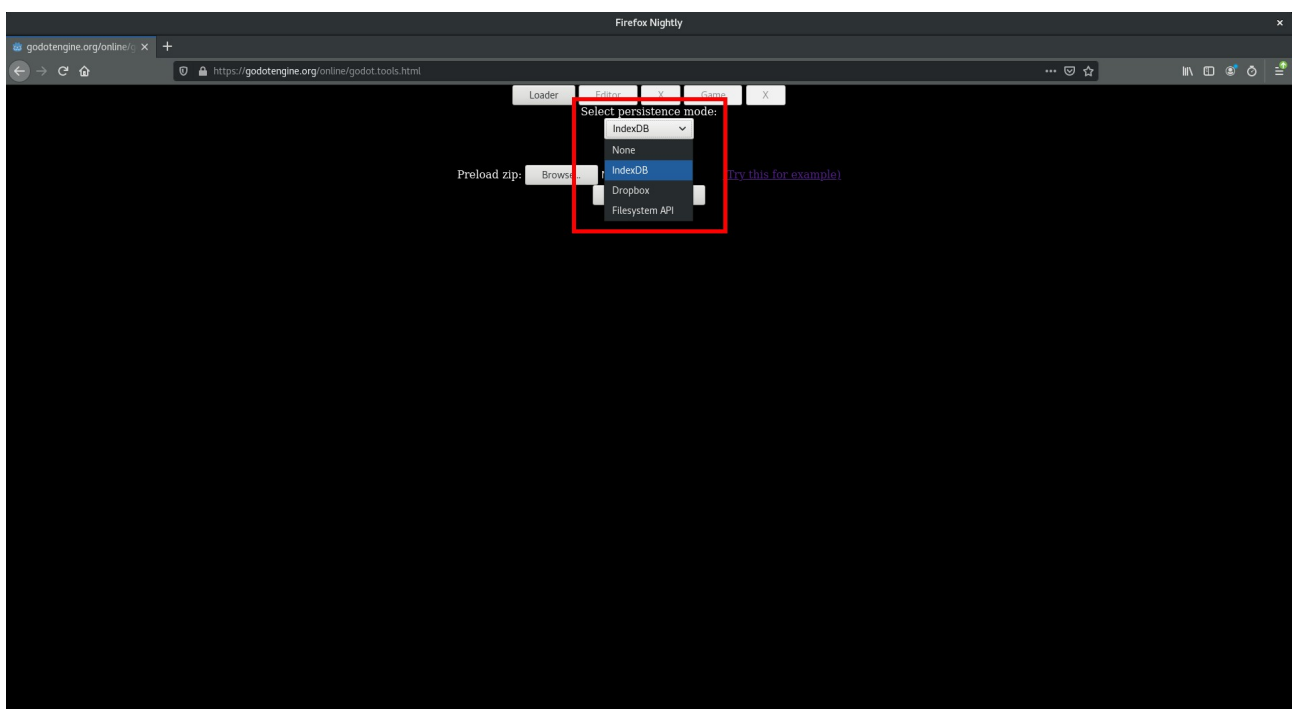 Firefox Nightly
godotengine.org/online/g
https://godotengine.org/online/godot.tools.html
Loader Editor X Game X
Select persistence mode:
IndexDB
None
Preload zip: Browse.. IndexDB Try this for example)
Dropbox
Filesystem API